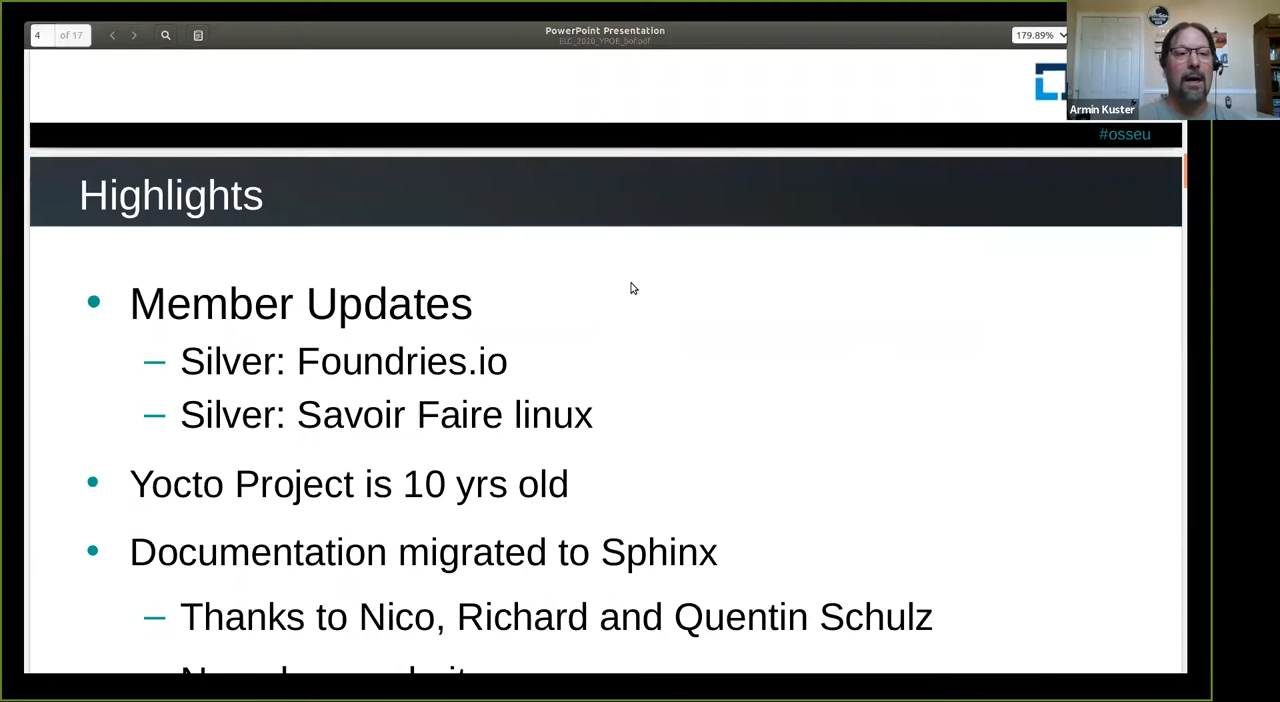 4 of 17
PowerPoint Presentation
ELC_2020_YPOE_bof.pdf
179.89%
Armin Kuster
#osseu
Highlights
• Member Updates
– Silver: Foundries.io
– Silver: Savoir Faire linux
• Yocto Project is 10 yrs old
• Documentation migrated to Sphinx
– Thanks to Nico, Richard and Quentin Schulz